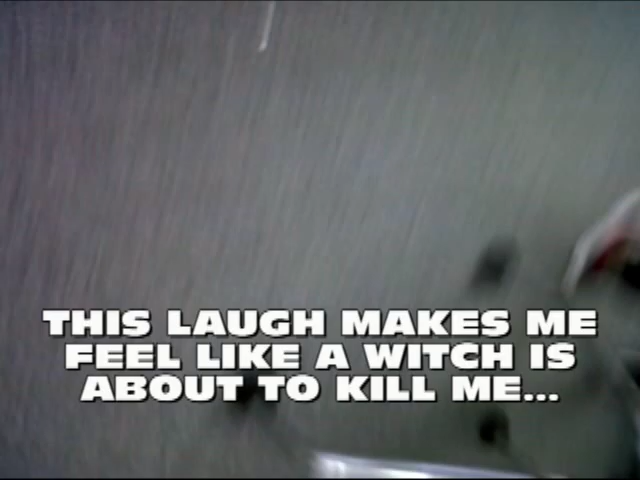 THIS LAUGH MAKES ME
FEEL LIKE A WITCH IS
ABOUT TO KILL ME...